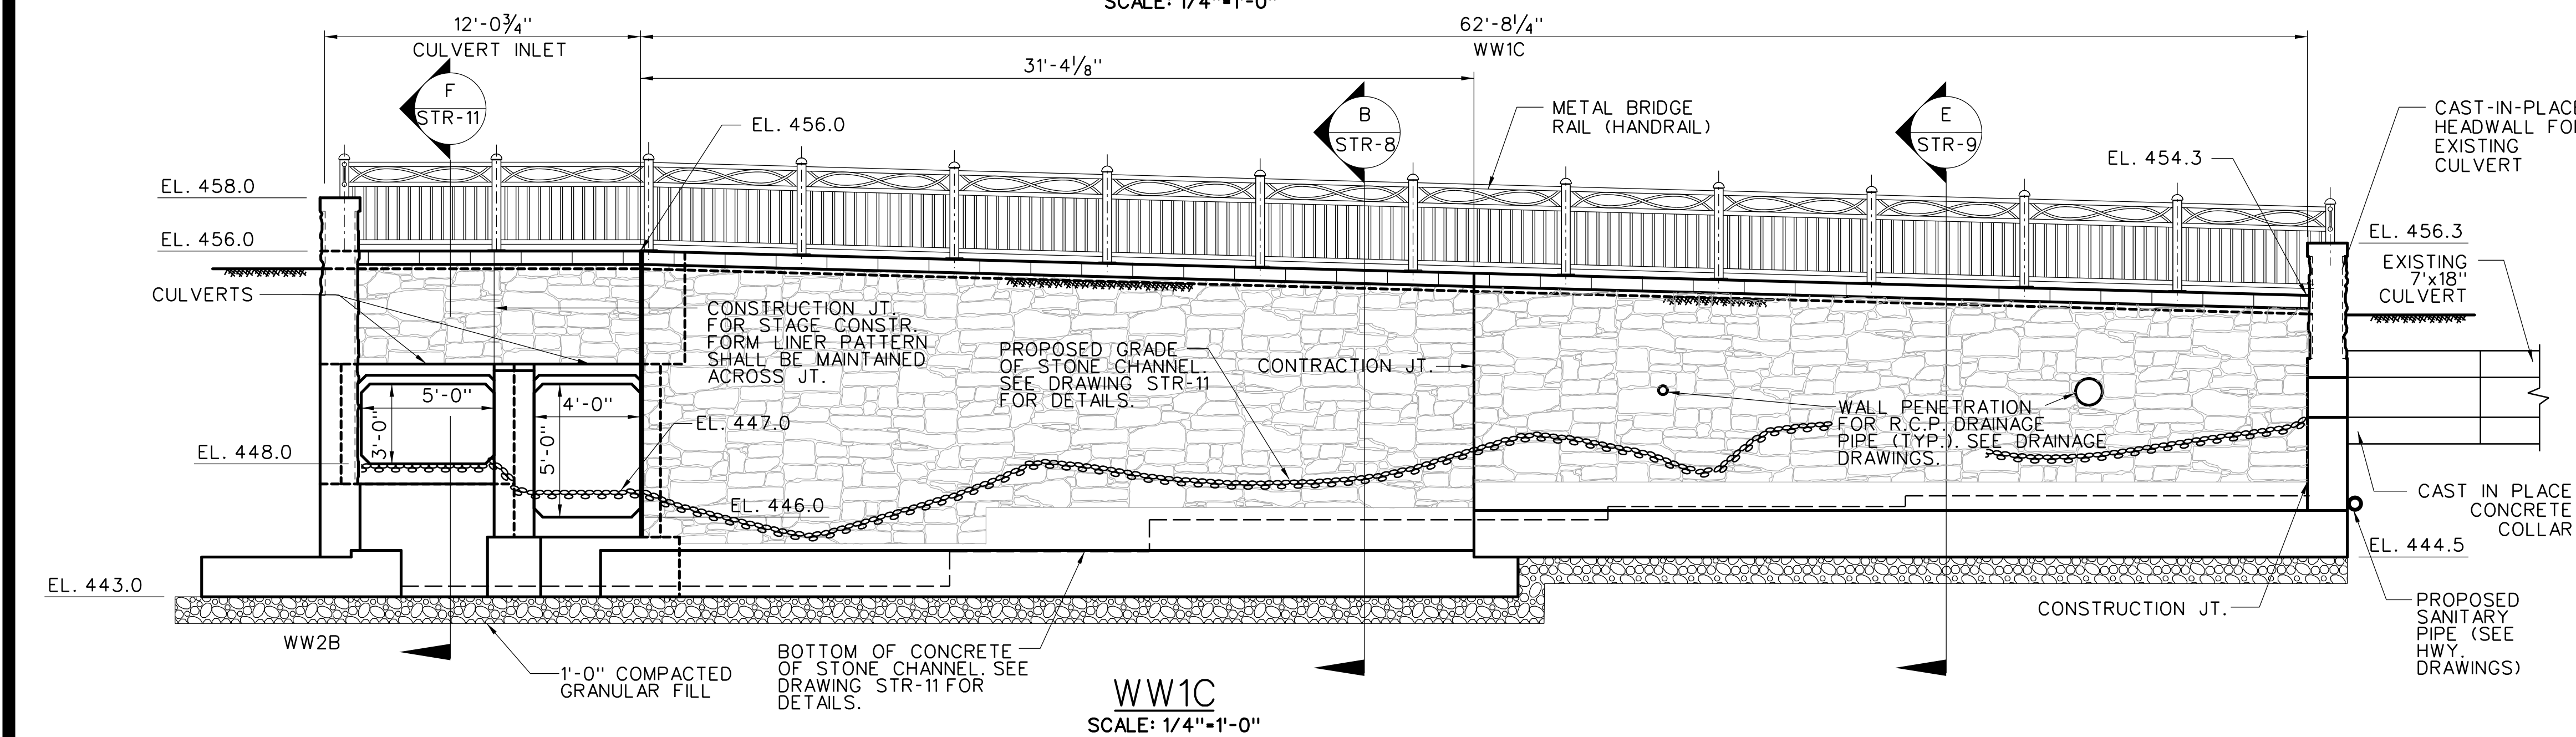 SCALE: 1/4"=1'-0"
12'-0¾"
CULVERT INLET
62'-8¼"
WW1C
31'-4⅛"
F
STR-11
B
STR-8
E
STR-9
EL. 456.0
METAL BRIDGE
RAIL (HANDRAIL)
EL. 454.3
CAST-IN-PLACE
HEADWALL FO
EXISTING
CULVERT
EL. 458.0
EL. 456.0
EL. 456.3
EXISTING
7'x18"
CULVERT
CULVERTS
CONSTRUCTION JT.
FOR STAGE CONSTR.
FORM LINER PATTERN
SHALL BE MAINTAINED
ACROSS JT.
PROPOSED GRADE
OF STONE CHANNEL.
SEE DRAWING STR-11
FOR DETAILS.
CONTRACTION JT.
5'-0"
3'-0"
4'-0"
5'-0"
EL. 447.0
WALL PENETRATION
FOR R.C.P. DRAINAGE
PIPE (TYP.). SEE DRAINAGE
DRAWINGS.
EL. 448.0
EL. 446.0
CAST IN PLACE
CONCRETE
COLLAR
EL. 444.5
EL. 443.0
WW2B
1'-0" COMPACTED
GRANULAR FILL
BOTTOM OF CONCRETE
OF STONE CHANNEL. SEE
DRAWING STR-11 FOR
DETAILS.
CONSTRUCTION JT.
PROPOSED
SANITARY
PIPE (SEE
HWY.
DRAWINGS)
WW1C
SCALE: 1/4"=1'-0"